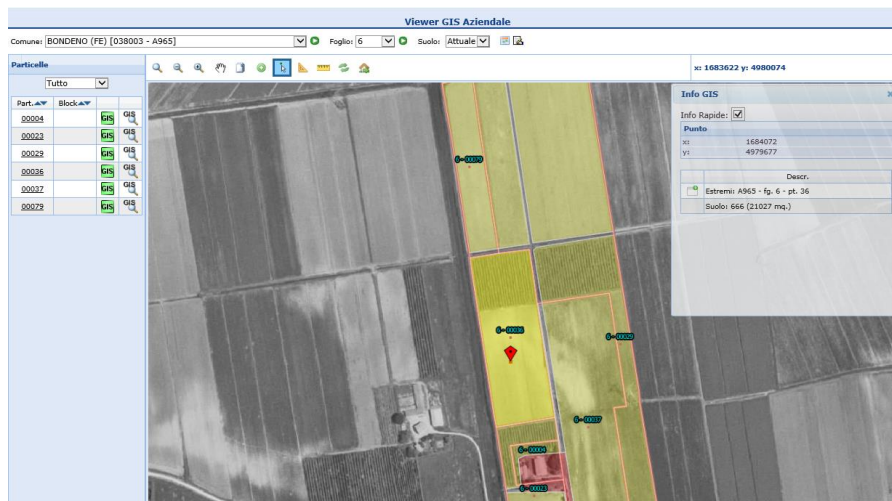 Viewer GIS Aziendale
Comune: BONDENO (FE) [038003 - A965] Foglio: 6 Suolo: Attuale
Particelle
x: 1683622 y: 4980074
Tutto
Part. Block
00004 GIS GIS
00023 GIS GIS
00029 GIS GIS
00036 GIS GIS
00037 GIS GIS
00079 GIS GIS
Info GIS
Info Rapide:
Punto
x: 1684072
y: 4979677
Descr.
Estremi: A965 - fg. 6 - pt. 36
Suolo: 666 (21027 mq.)
6-00079
6-00036
6-00029
6-00037
6-00004
6-00023